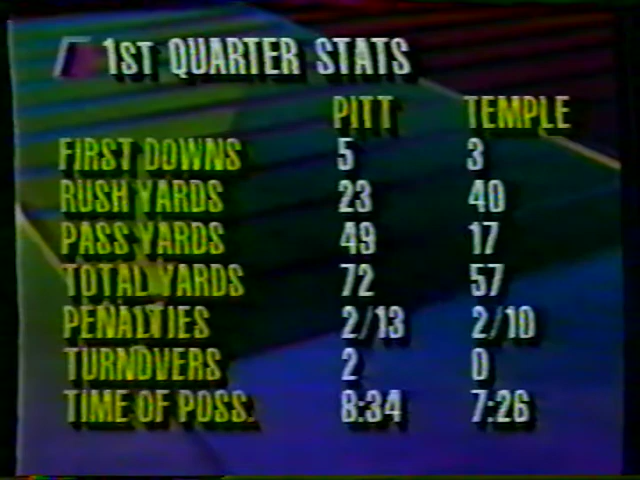 1ST QUARTER STATS
PITT TEMPLE
FIRST DOWNS 5 3
RUSH YARDS 23 40
PASS YARDS 49 17
TOTAL YARDS 72 57
PENALTIES 2/13 2/10
TURNOVERS 2 0
TIME OF POSS. 8:34 7:26